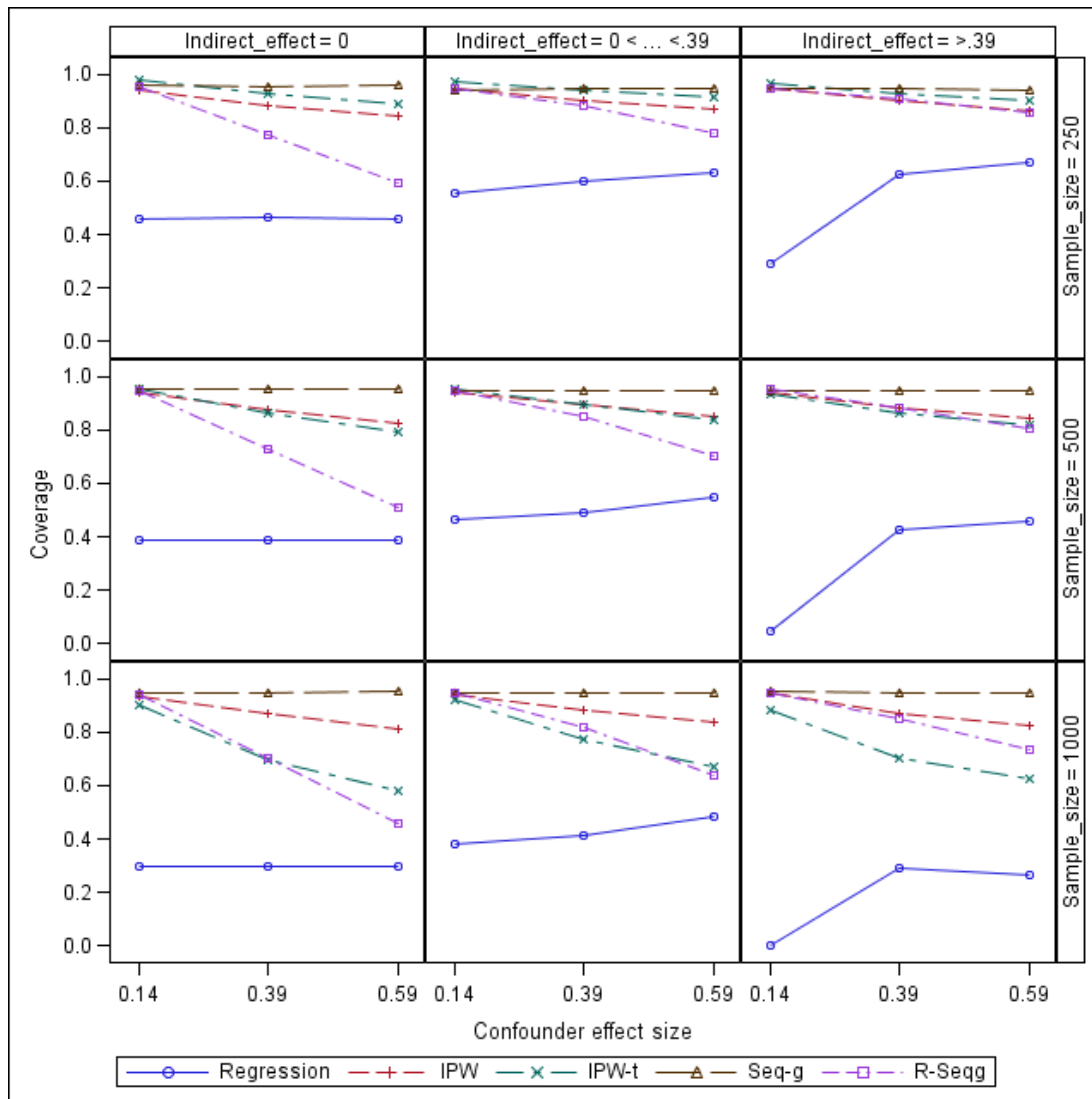 Indirect_effect = 0
Indirect_effect = 0 < ... <.39
Indirect_effect = >.39
1.0
0.8
0.6
0.4
0.2
0.0
Sample_size = 250
Coverage
1.0
0.8
0.6
0.4
0.2
0.0
Sample_size = 500
1.0
0.8
0.6
0.4
0.2
0.0
Sample_size = 1000
0.14 0.39 0.59 0.14 0.39 0.59 0.14 0.39 0.59
Confounder effect size
Regression IPW IPW-t Seq-g R-Seqg